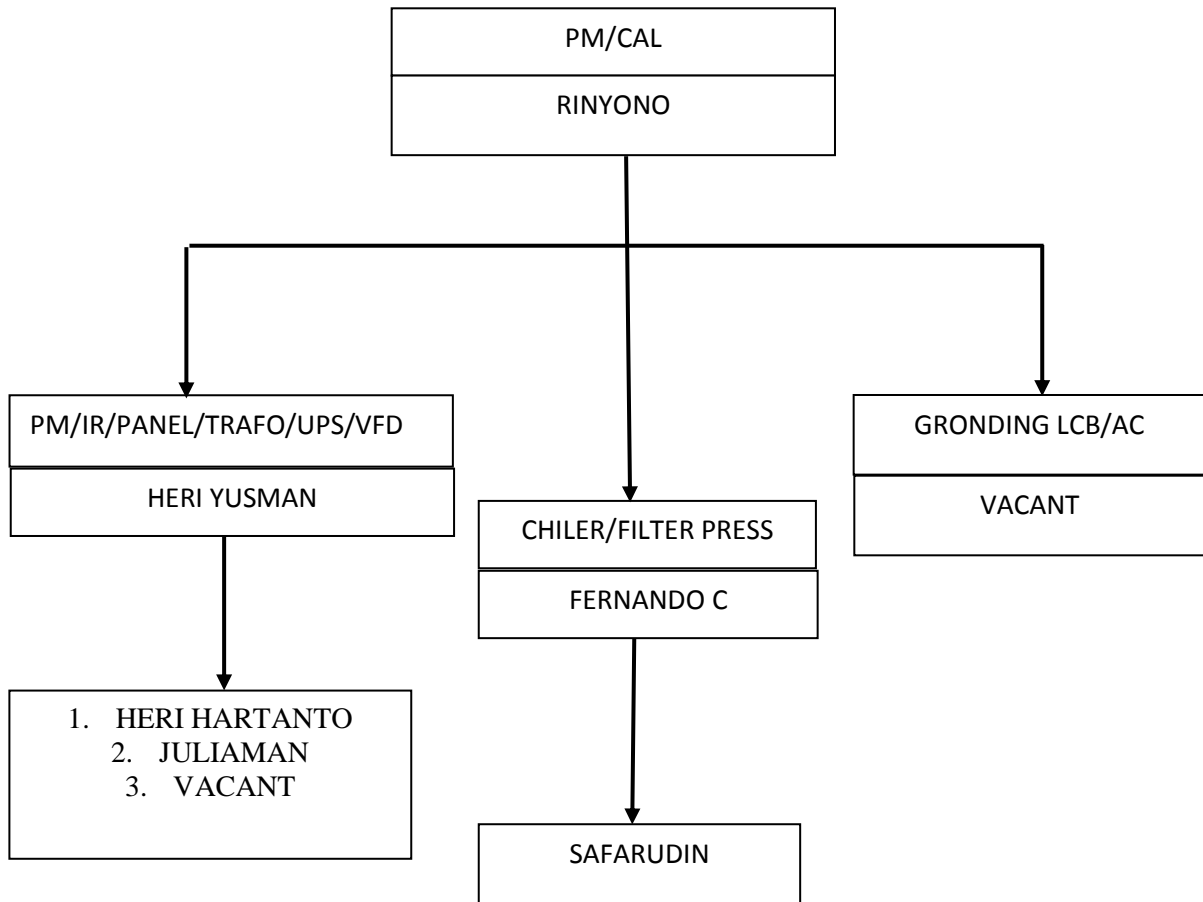 PM/CAL
RINYONO
PM/IR/PANEL/TRAFO/UPS/VFD
HERI YUSMAN
1. HERI HARTANTO
2. JULIAMAN
3. VACANT
CHILER/FILTER PRESS
FERNANDO C
SAFARUDIN
GRONDING LCB/AC
VACANT